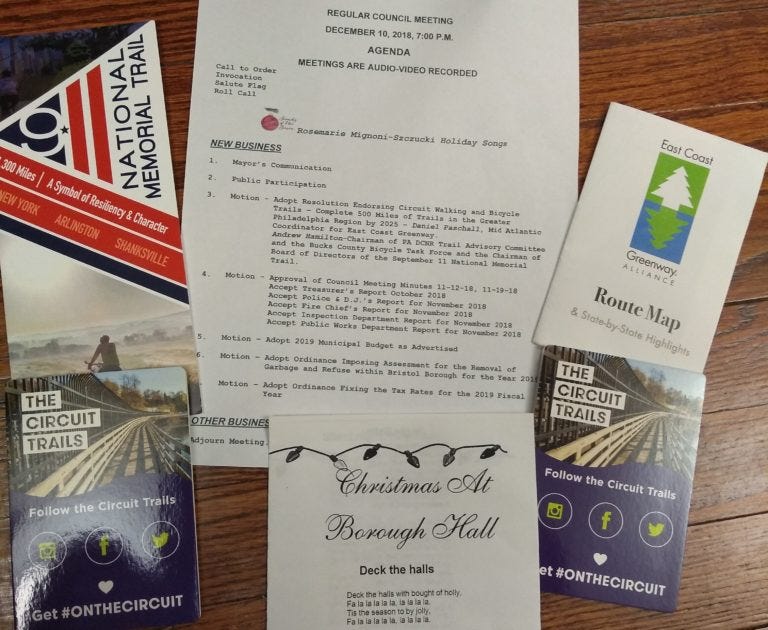 REGULAR COUNCIL MEETING
DECEMBER 10, 2018, 7:00 P.M.
AGENDA
MEETINGS ARE AUDIO-VIDEO RECORDED
Call to Order
Invocation
Salute Flag
Roll Call
Rosemarie Mignoni-Szczucki Holiday Songs
NEW BUSINESS
1. Mayor's Communication
2. Public Participation
3. Motion – Adopt Resolution Endorsing Circuit Walking and Bicycle
Trails – Complete 500 Miles of Trails in the Greater
Philadelphia Region by 2025 – Daniel Paschall, Mid Atlantic
Coordinator for East Coast Greenway.
Andrew Hamilton-Chairman of PA DCNR Trail Advisory Committee
and the Bucks County Bicycle Task Force and the Chairman of
Board of Directors of the September 11 National Memorial
Trail.
4. Motion – Approval of Council Meeting Minutes 11-12-18, 11-19-18
Accept Treasurer's Report October 2018
Accept Police & D.J.'s Report for November 2018
Accept Fire Chief's Report for November 2018
Accept Inspection Department Report for November 2018
Accept Public Works Department Report for November 2018
5. Motion – Adopt 2019 Municipal Budget as Advertised
6. Motion – Adopt Ordinance Imposing Assessment for the Removal of
Garbage and Refuse within Bristol Borough for the Year 201
Motion – Adopt Ordinance Fixing the Tax Rates for the 2019 Fiscal
Year
OTHER BUSINESS
Adjourn Meeting.
NATIONAL
MEMORIAL TRAIL
,300 Miles | A Symbol of Resiliency & Character
NEW YORK ARLINGTON SHANKSVILLE
East Coast
Greenway
ALLIANCE
Route Map
& State-by-State Highlights
THE
CIRCUIT
TRAILS
Follow the Circuit Trails
f
Get #ONTHECIRCUIT
Christmas At
Borough Hall
Deck the halls
Deck the halls with bought of holly,
Fa la la la la la, la la la la.
Tis the season to by jolly,
Fa la la la la la, la la la la.
THE
CIRCUIT
TRAILS
Follow the Circuit Trails
f
et #ONTHECIRCUIT